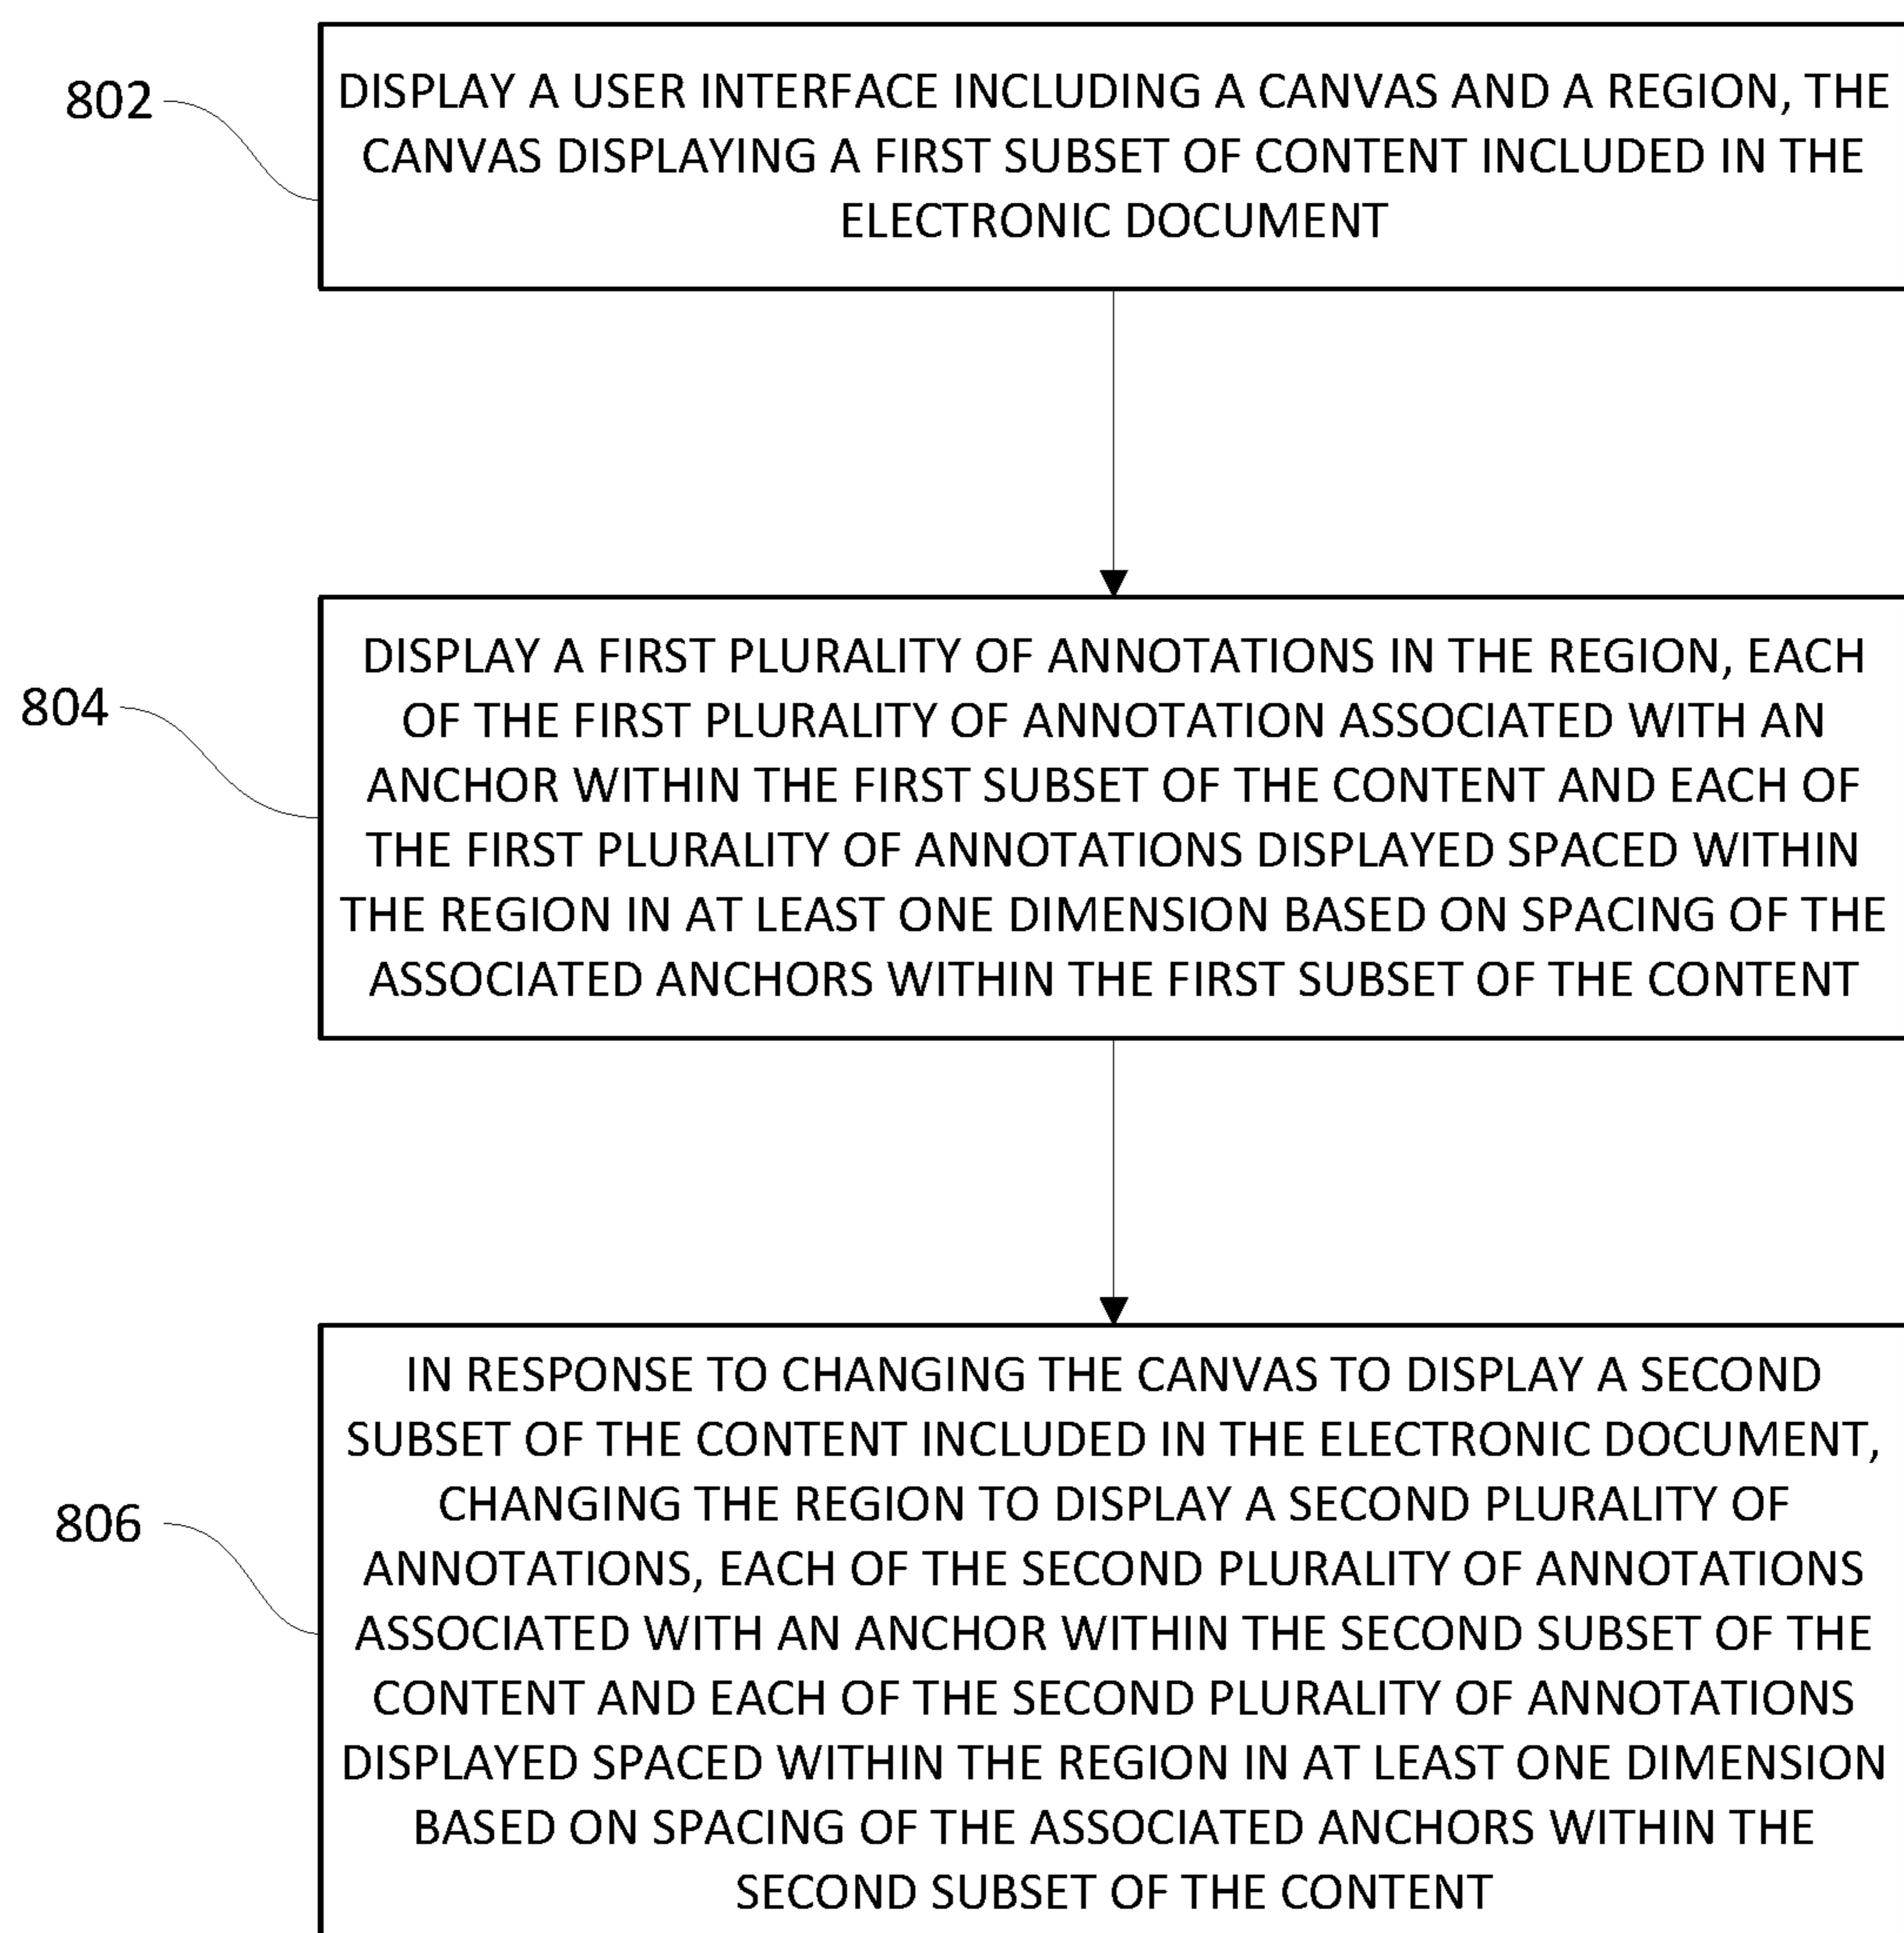 802
DISPLAY A USER INTERFACE INCLUDING A CANVAS AND A REGION, THE
CANVAS DISPLAYING A FIRST SUBSET OF CONTENT INCLUDED IN THE
ELECTRONIC DOCUMENT
804
DISPLAY A FIRST PLURALITY OF ANNOTATIONS IN THE REGION, EACH
OF THE FIRST PLURALITY OF ANNOTATION ASSOCIATED WITH AN
ANCHOR WITHIN THE FIRST SUBSET OF THE CONTENT AND EACH OF
THE FIRST PLURALITY OF ANNOTATIONS DISPLAYED SPACED WITHIN
THE REGION IN AT LEAST ONE DIMENSION BASED ON SPACING OF THE
ASSOCIATED ANCHORS WITHIN THE FIRST SUBSET OF THE CONTENT
806
IN RESPONSE TO CHANGING THE CANVAS TO DISPLAY A SECOND
SUBSET OF THE CONTENT INCLUDED IN THE ELECTRONIC DOCUMENT,
CHANGING THE REGION TO DISPLAY A SECOND PLURALITY OF
ANNOTATIONS, EACH OF THE SECOND PLURALITY OF ANNOTATIONS
ASSOCIATED WITH AN ANCHOR WITHIN THE SECOND SUBSET OF THE
CONTENT AND EACH OF THE SECOND PLURALITY OF ANNOTATIONS
DISPLAYED SPACED WITHIN THE REGION IN AT LEAST ONE DIMENSION
BASED ON SPACING OF THE ASSOCIATED ANCHORS WITHIN THE
SECOND SUBSET OF THE CONTENT